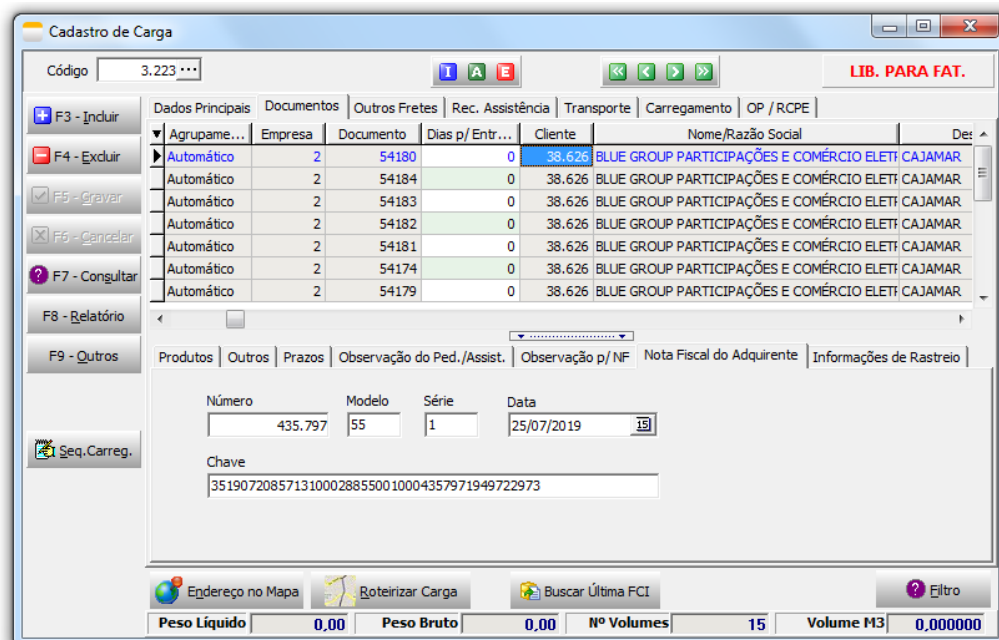 Cadastro de Carga
Código 3.223 ... I A E LIB. PARA FAT.
F3 - Incluir
F4 - Excluir
F5 - Gravar
F6 - Cancelar
F7 - Consultar
F8 - Relatório
F9 - Outros
Seq.Carreg.
Dados Principais Documentos Outros Fretes Rec. Assistência Transporte Carregamento OP / RCPE
Agrupame... Empresa Documento Dias p/ Entr... Cliente Nome/Razão Social Des
Automático 2 54180 0 38.626 BLUE GROUP PARTICIPAÇÕES E COMÉRCIO ELETR CAJAMAR
Automático 2 54184 0 38.626 BLUE GROUP PARTICIPAÇÕES E COMÉRCIO ELETR CAJAMAR
Automático 2 54183 0 38.626 BLUE GROUP PARTICIPAÇÕES E COMÉRCIO ELETR CAJAMAR
Automático 2 54182 0 38.626 BLUE GROUP PARTICIPAÇÕES E COMÉRCIO ELETR CAJAMAR
Automático 2 54181 0 38.626 BLUE GROUP PARTICIPAÇÕES E COMÉRCIO ELETR CAJAMAR
Automático 2 54174 0 38.626 BLUE GROUP PARTICIPAÇÕES E COMÉRCIO ELETR CAJAMAR
Automático 2 54179 0 38.626 BLUE GROUP PARTICIPAÇÕES E COMÉRCIO ELETR CAJAMAR
Produtos Outros Prazos Observação do Ped./Assist. Observação p/ NF Nota Fiscal do Adquirente Informações de Rastreio
Número Modelo Série Data
435.797 55 1 25/07/2019 15
Chave
35190720857131000288550010004357971949722973
Endereço no Mapa Roteirizar Carga Buscar Última FCI Filtro
Peso Líquido 0,00 Peso Bruto 0,00 Nº Volumes 15 Volume M3 0,000000